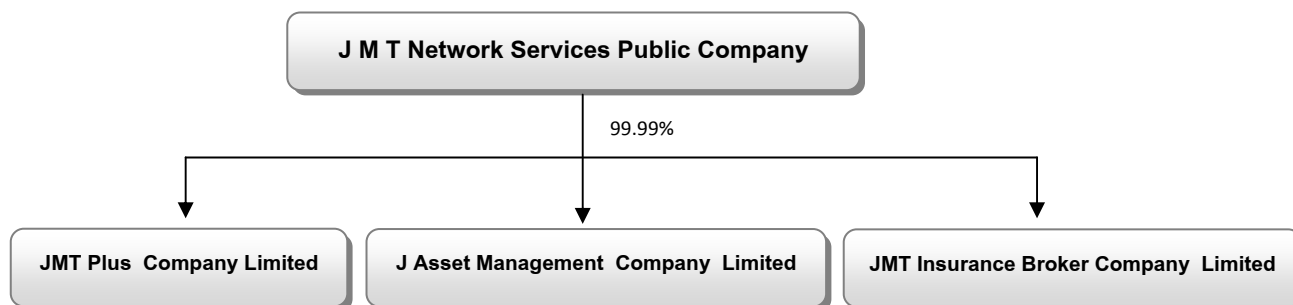 J M T Network Services Public Company
99.99%
JMT Plus Company Limited
J Asset Management Company Limited
JMT Insurance Broker Company Limited